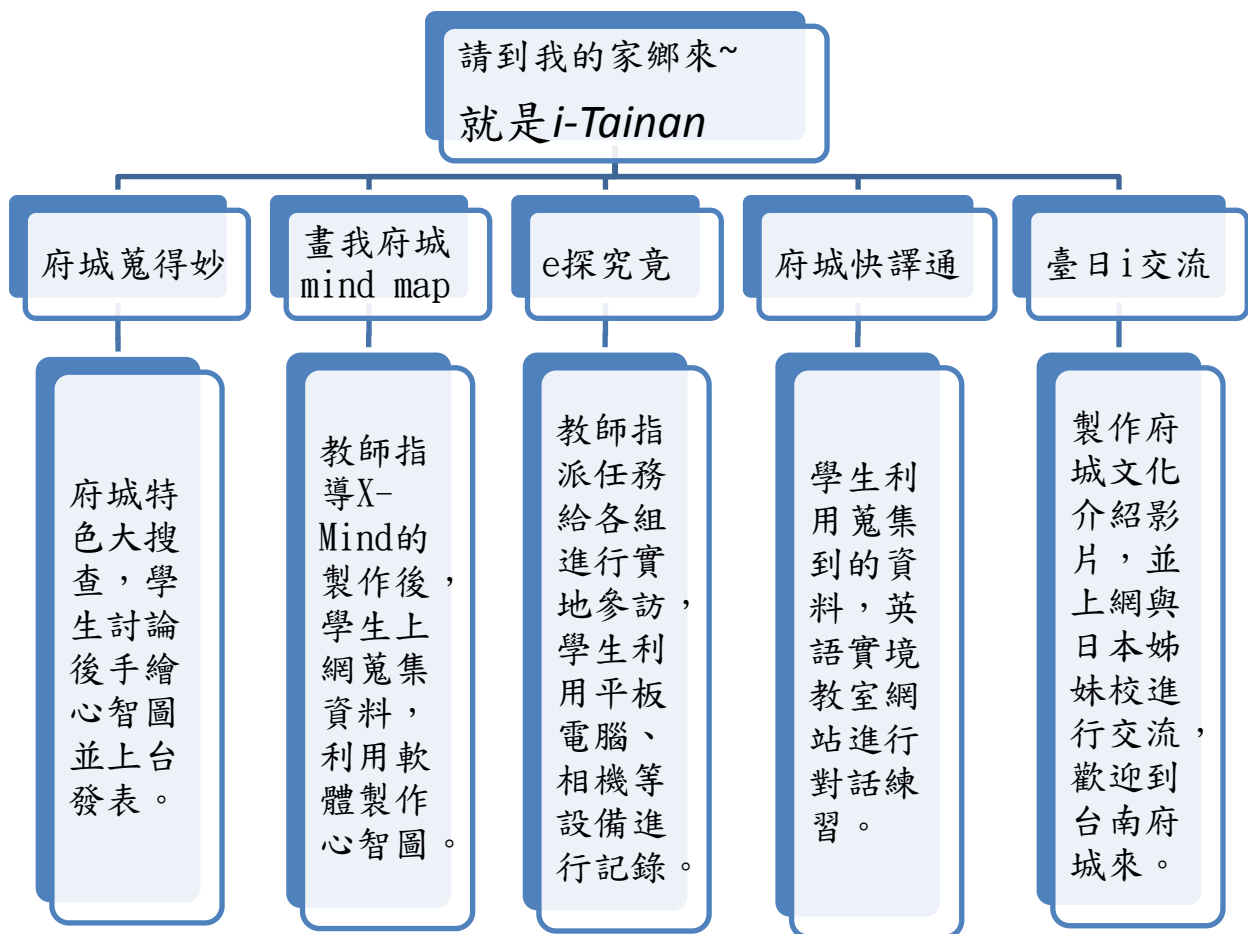 請到我的家鄉來~
就是i-Tainan
府城蒐得妙
畫我府城
mind map
e探究竟
府城快譯通
臺日i交流
府城特
色大搜
查，學
生討論
後手繪
心智圖
並上台
發表。
教師指
導X-
Mind的
製作後，
學生上
網蒐集
資料，
利用軟
體製作
心智圖。
教師指
派任務
給各組
進行實
地參訪，
學生利
用平板
電腦、
相機等
設備進
行記錄。
學生利
用蒐集
到的資
料，英
語實境
教室網
站進行
對話練
習。
製作府
城文化
介紹影
片，並
上網與
日本姊
妹校進
行交流，
歡迎到
台南府
城來。